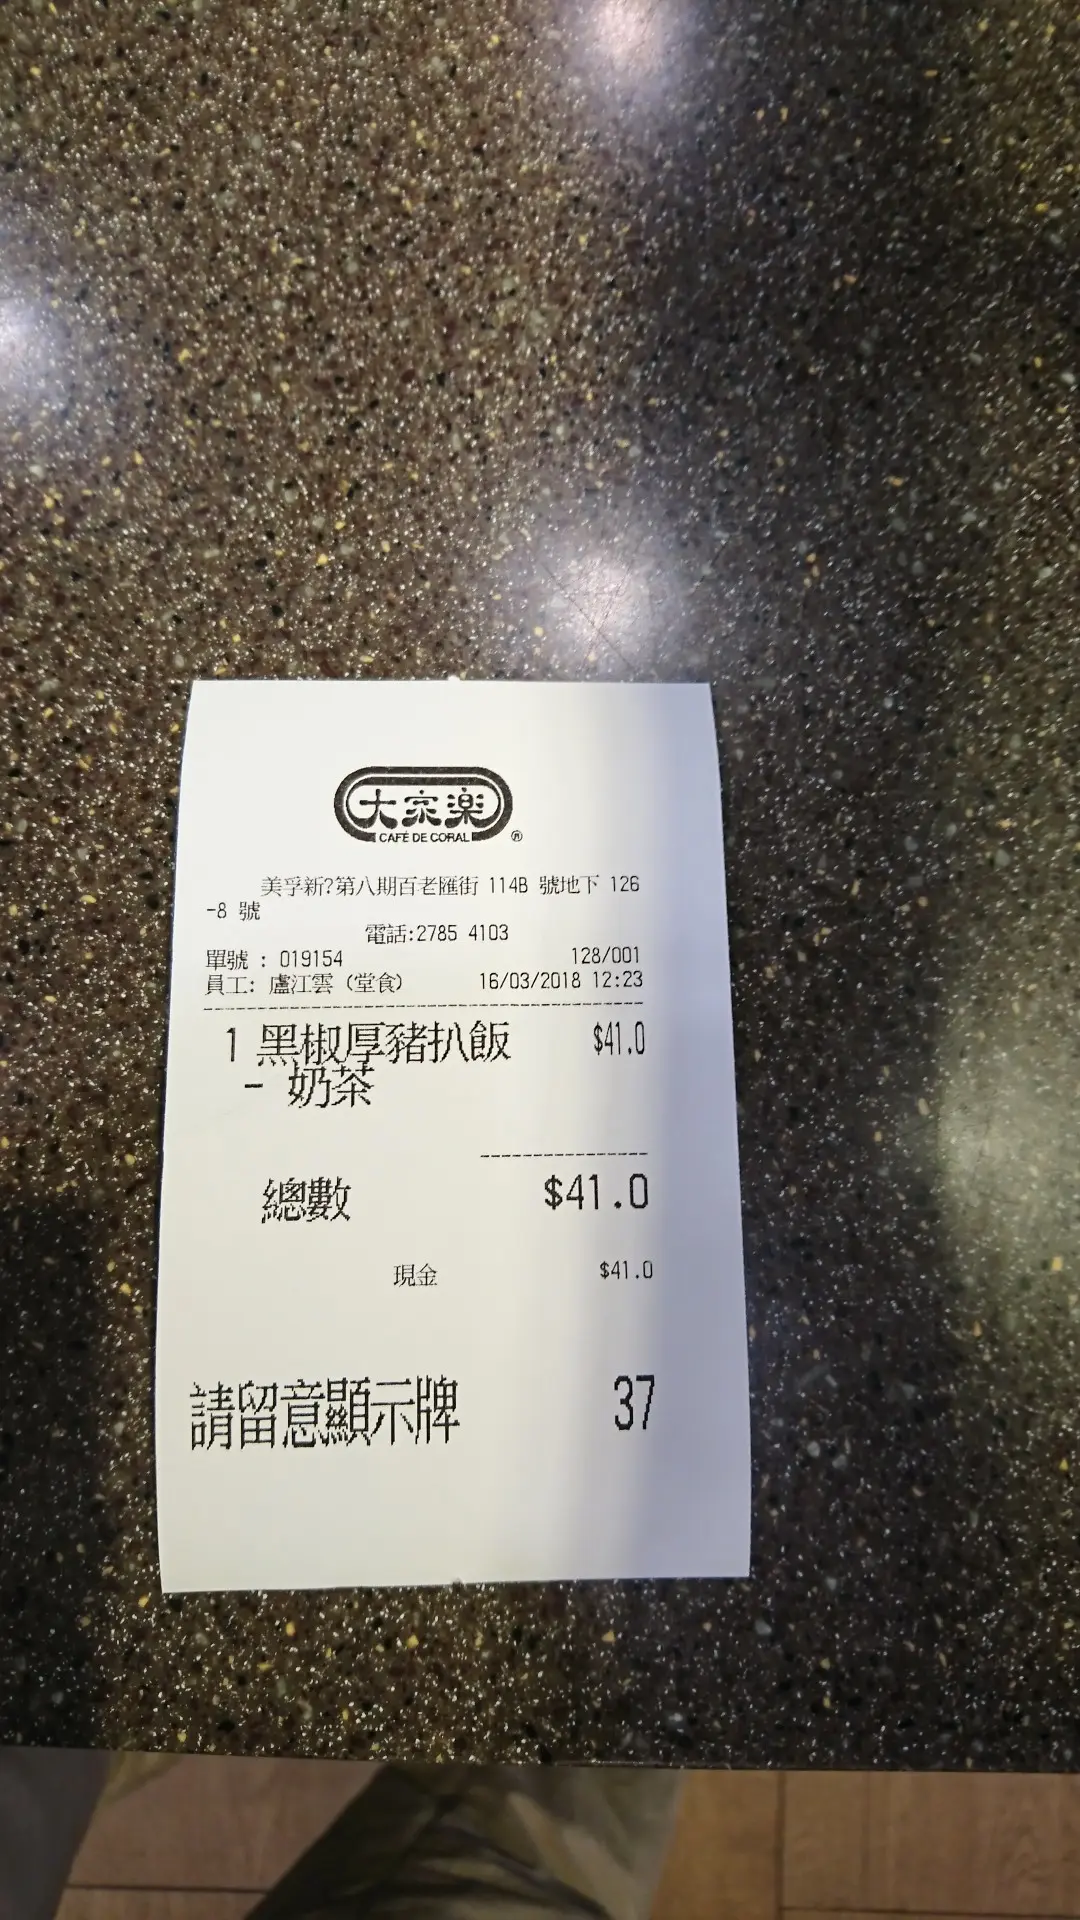 大家樂
CAFÉ DE CORAL
®
美孚新?第八期百老匯街 114B 號地下 126
-8 號
電話:2785 4103
單號 : 019154 128/001
員工: 盧江雲 (堂食) 16/03/2018 12:23
1 黑椒厚豬扒飯 $41.0
- 奶茶
總數 $41.0
現金 $41.0
請留意顯示牌 37